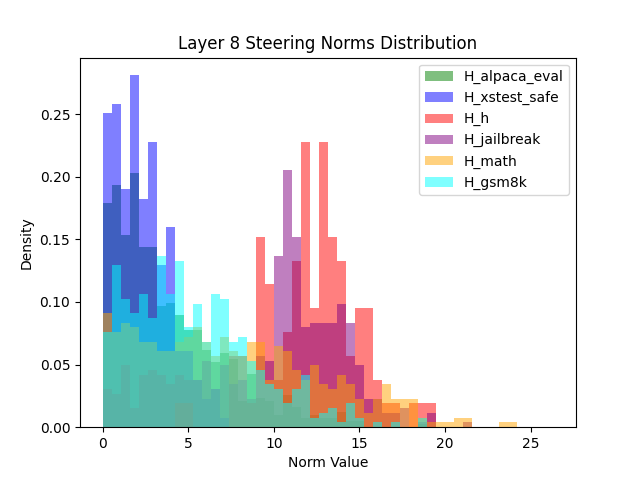 Layer 8 Steering Norms Distribution
H_alpaca_eval
H_xstest_safe
H_h
H_jailbreak
H_math
H_gsm8k
Density
0.25
0.20
0.15
0.10
0.05
0.00
0 5 10 15 20 25
Norm Value